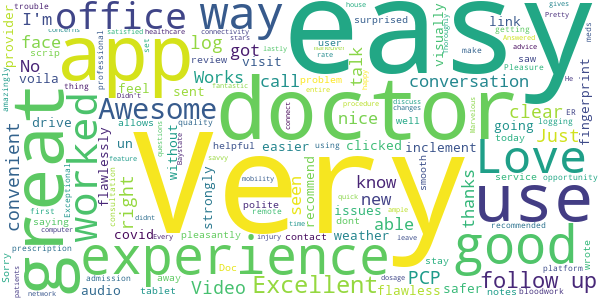 Very
easy
doctor
app
great
use
experience
good
Love
office
way
Worked
Awesome
Excellent
follow up
I'm
face
log
No
got
Works
call
visit
feel
sent
review
talk
nice
conversation
visually
link
surprised
provider
trouble
scrip
voila
drive
convenient
right
un
allows
without
flawlessly
strongly
seen
recommend
helpful
easier
clicked
inclement
clear
going
Just
fingerprint
know
new
issues
able
thanks
PCP
safer
weather
covid
polite
remote
pleasantly
audio
Video
tablet
away
Doc
contact
flawless
notes
service
stay
smooth
dont
well
using
today
logging
opportunity
recommended
platform
bloodwork
wrote
Sorry
saying
first
Exceptional
computer
prescription
admission
consultation
network
patients
didnt
Every
injury
time
mobility
savvy
quick
ample
dosage
leave
connect
procedure
discuss
changes
questions
feature
Baystate
quality
problem
entire
fantastic
rate
stars
user
make
set
thing
professional
satisfied
concerns
healthcare
connectivity
Didn't
house
getting
Answered
advice
saw
Pleasure
Pretty
meds
He
ER
Marvelous
amazingly
lastly